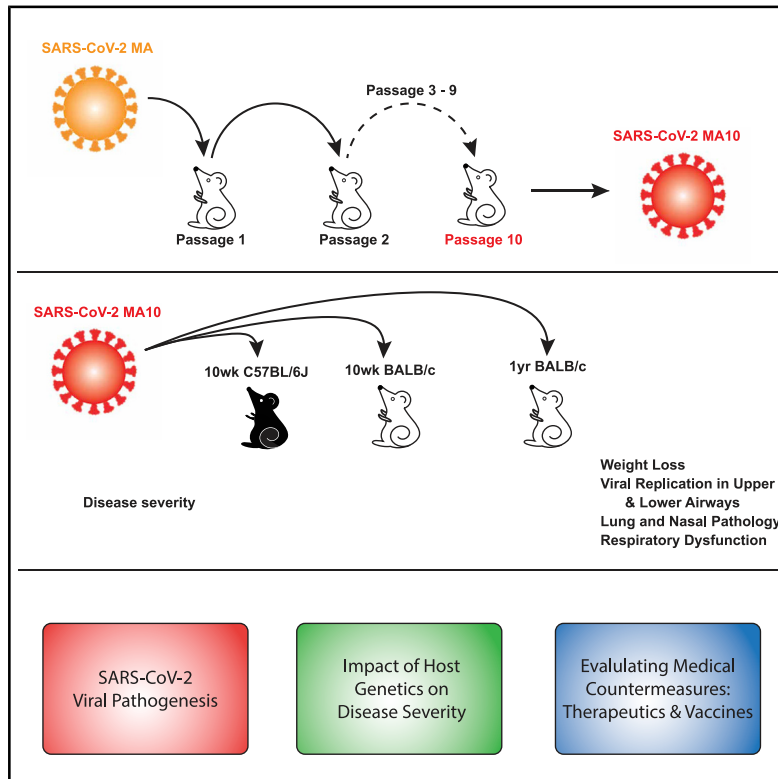 SARS-CoV-2 MA
Passage 3 - 9
SARS-CoV-2 MA10
Passage 1
Passage 2
Passage 10
SARS-CoV-2 MA10
10wk C57BL/6J
10wk BALB/c
1yr BALB/c
Disease severity
Weight Loss
Viral Replication in Upper
& Lower Airways
Lung and Nasal Pathology
Respiratory Dysfunction
SARS-CoV-2
Viral Pathogenesis
Impact of Host
Genetics on
Disease Severity
Evalulating Medical
Countermeasures:
Therapeutics & Vaccines